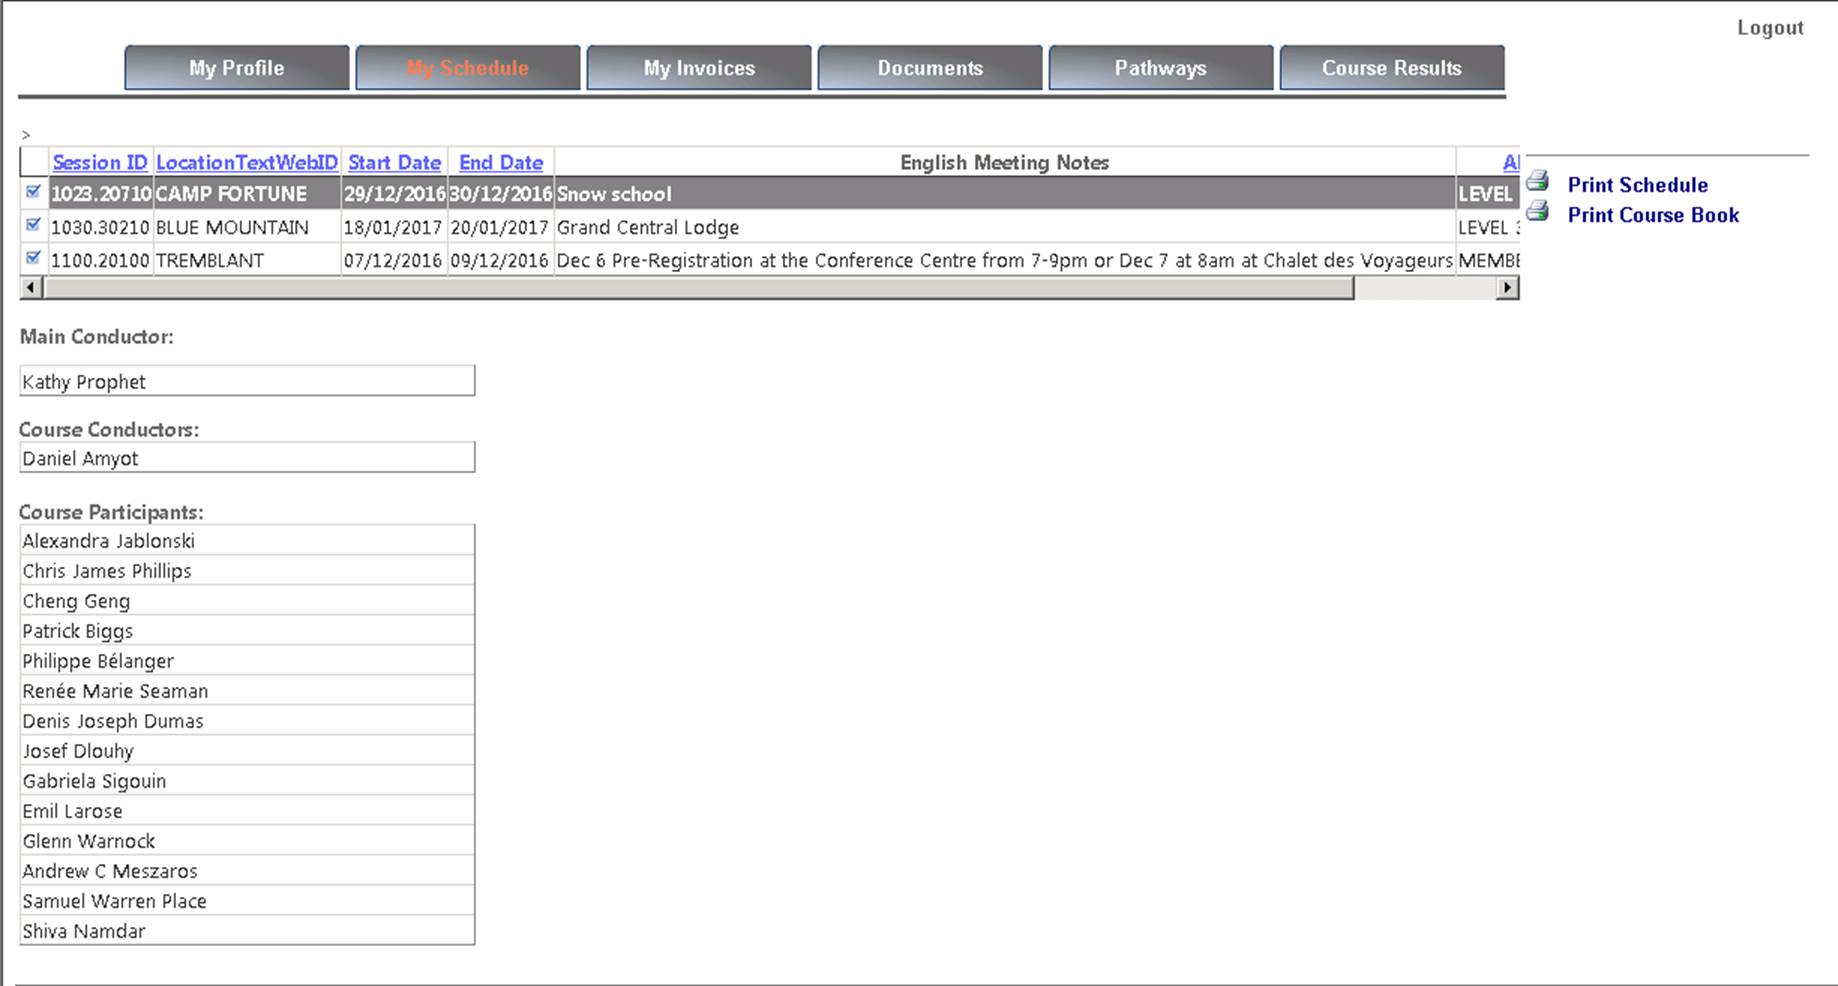 Logout
My Profile My Schedule My Invoices Documents Pathways Course Results
>
Session ID LocationTextWebID Start Date End Date English Meeting Notes
1023.20710 CAMP FORTUNE 29/12/2016 30/12/2016 Snow school LEVEL
1030.30210 BLUE MOUNTAIN 18/01/2017 20/01/2017 Grand Central Lodge LEVEL
1100.20100 TREMBLANT 07/12/2016 09/12/2016 Dec 6 Pre-Registration at the Conference Centre from 7-9pm or Dec 7 at 8am at Chalet des Voyageurs MEMBE
Print Schedule
Print Course Book
Main Conductor:
Kathy Prophet
Course Conductors:
Daniel Amyot
Course Participants:
Alexandra Jablonski
Chris James Phillips
Cheng Geng
Patrick Biggs
Philippe Bélanger
Renée Marie Seaman
Denis Joseph Dumas
Josef Dlouhy
Gabriela Sigouin
Emil Larose
Glenn Warnock
Andrew C Meszaros
Samuel Warren Place
Shiva Namdar